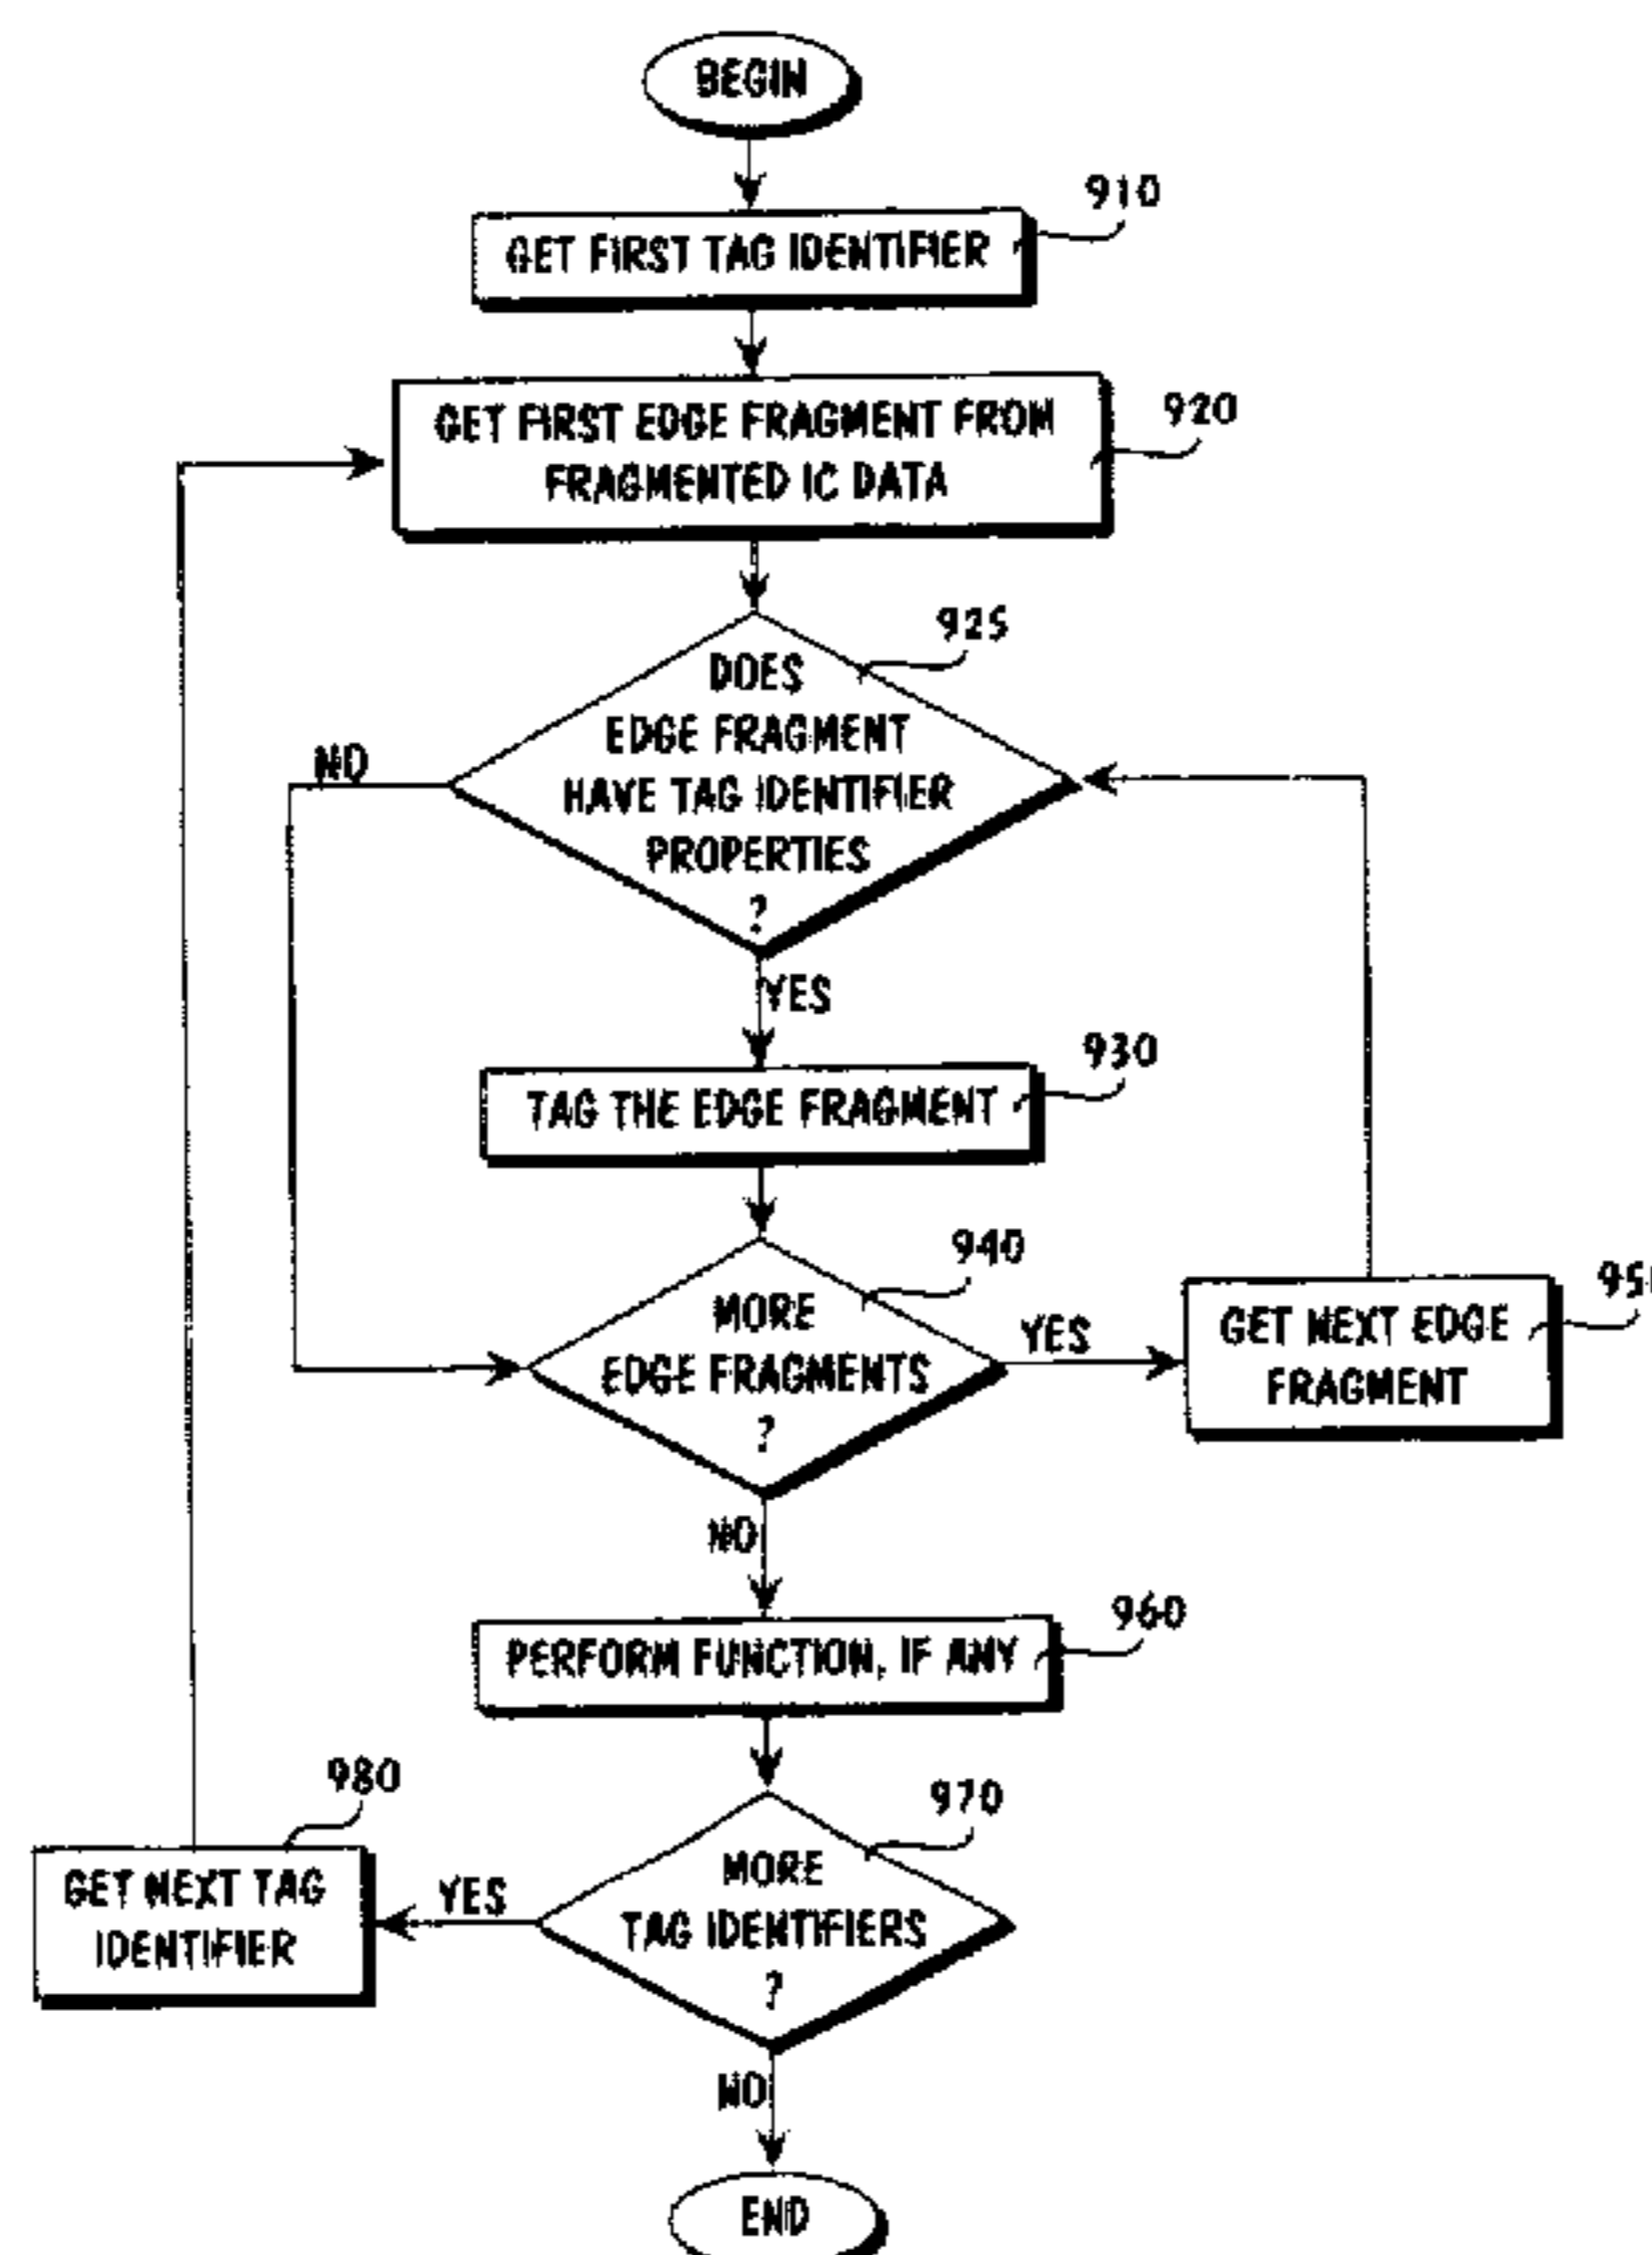 BEGIN
910
GET FIRST TAG IDENTIFIER
920
GET FIRST EDGE FRAGMENT FROM
FRAGMENTED IC DATA
925
DOES
EDGE FRAGMENT
HAVE TAG IDENTIFIER
PROPERTIES
?
NO
YES
930
TAG THE EDGE FRAGMENT
940
MORE
EDGE FRAGMENTS
?
YES
GET NEXT EDGE
FRAGMENT
NO
960
PERFORM FUNCTION, IF ANY
970
MORE
TAG IDENTIFIERS
?
YES
980
GET NEXT TAG
IDENTIFIER
NO
END